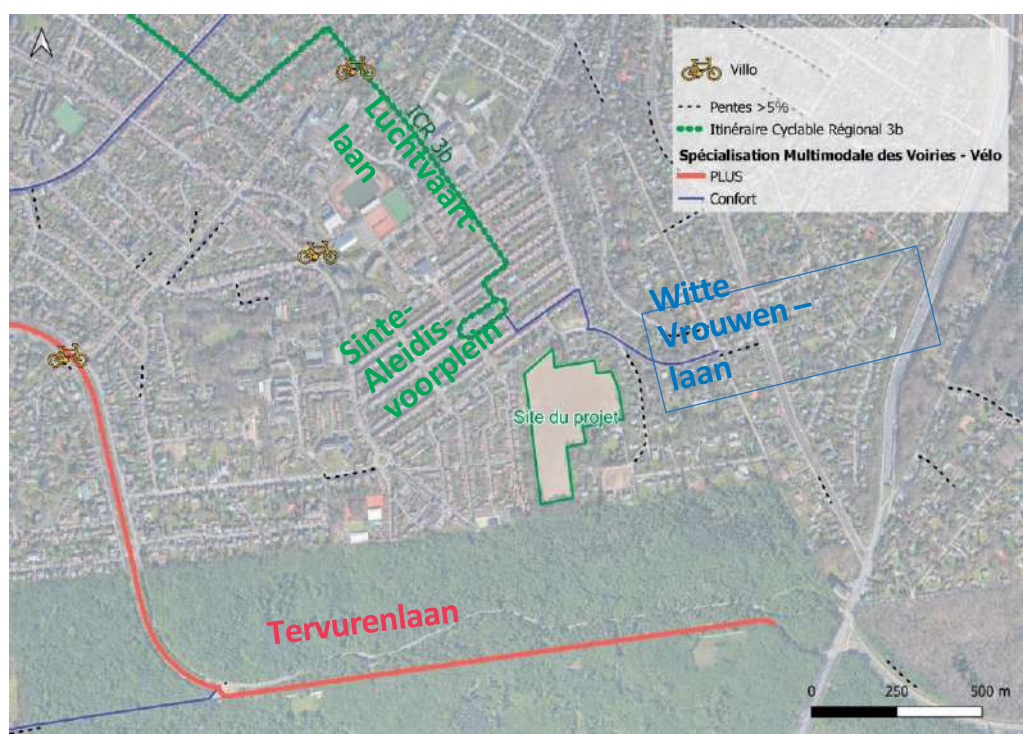 Villo
Pentes >5%
Itinéraire Cyclable Régional 3b
Spécialisation Multimodale des Voiries - Vélo
PLUS
Confort
ICR 3b
Luchtvaart-
laan
Sinte-
Aleidis-
voorplein
Witte
Vrouwen –
laan
Site du projet
Tervurenlaan
0 250 500 m